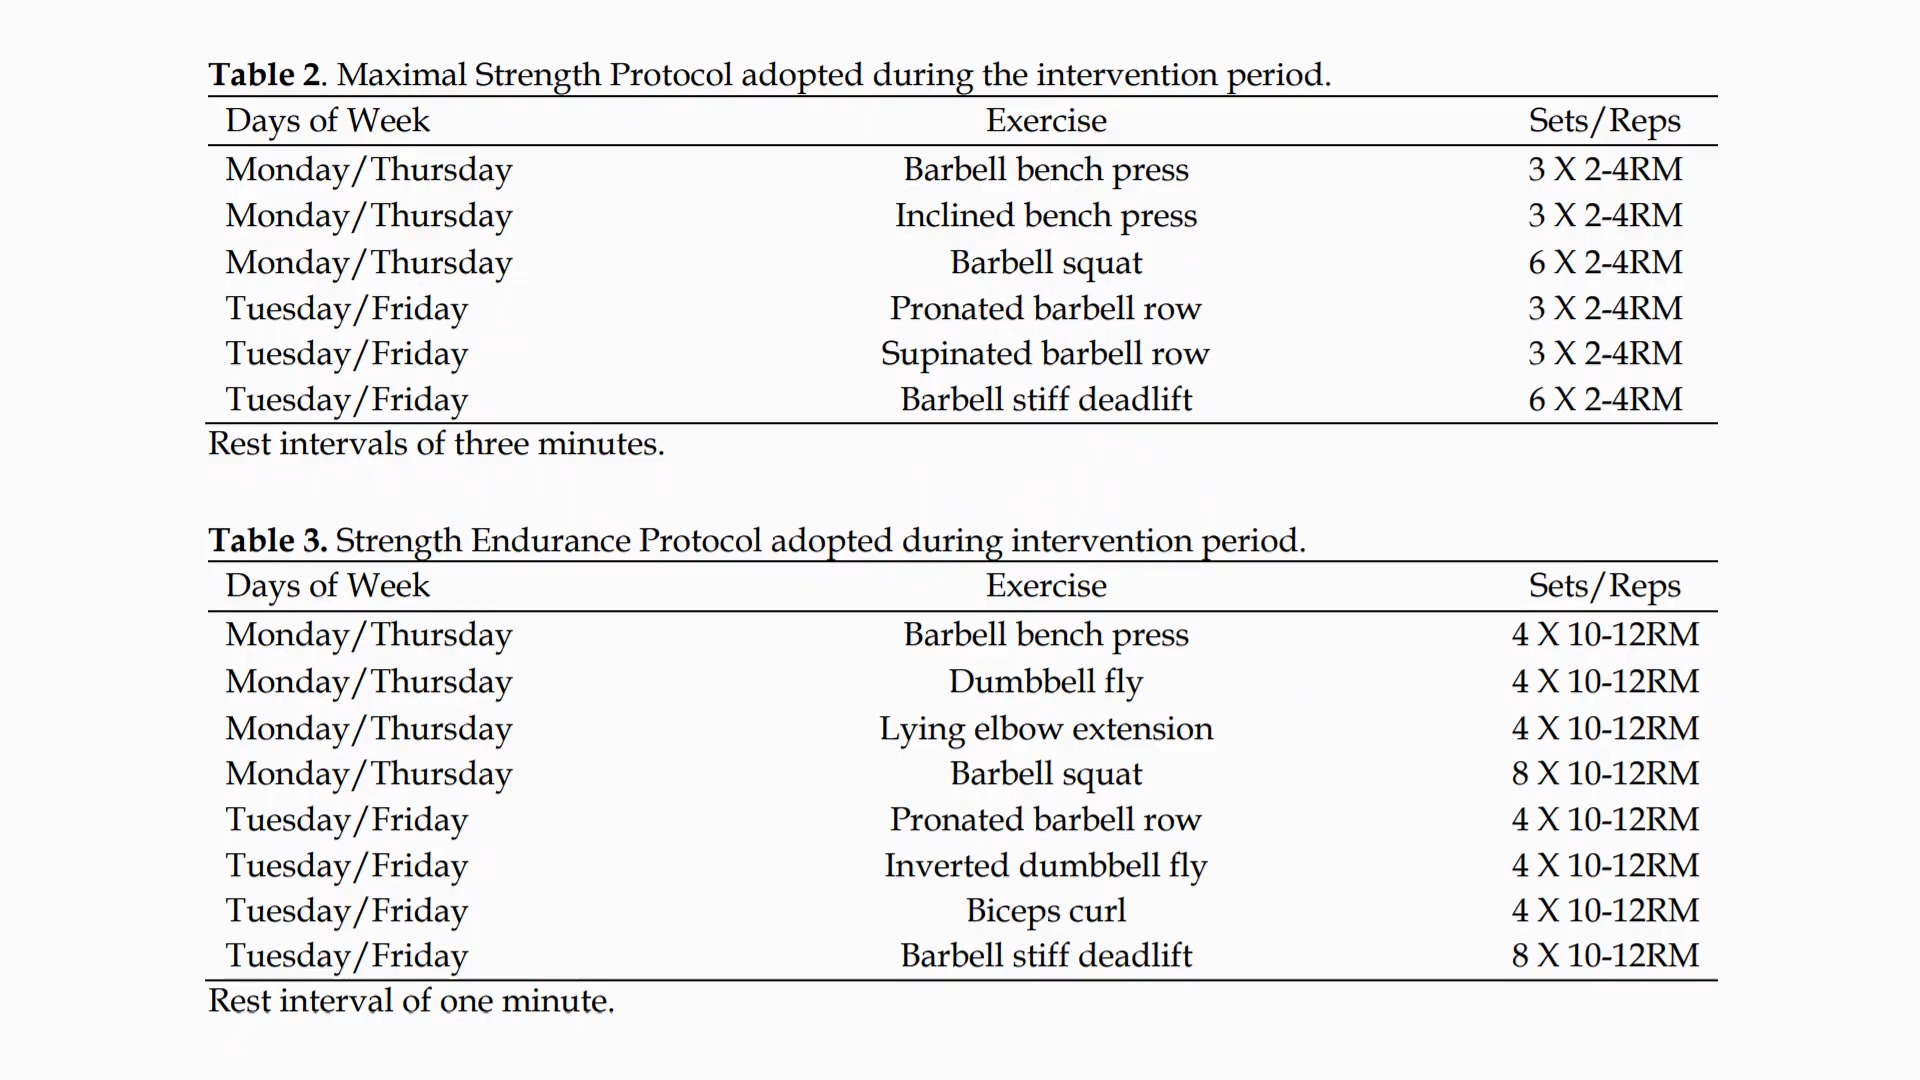 Table 2. Maximal Strength Protocol adopted during the intervention period.
Days of Week Exercise Sets/Reps
Monday/Thursday Barbell bench press 3 X 2-4RM
Monday/Thursday Inclined bench press 3 X 2-4RM
Monday/Thursday Barbell squat 6 X 2-4RM
Tuesday/Friday Pronated barbell row 3 X 2-4RM
Tuesday/Friday Supinated barbell row 3 X 2-4RM
Tuesday/Friday Barbell stiff deadlift 6 X 2-4RM
Rest intervals of three minutes.
Table 3. Strength Endurance Protocol adopted during intervention period.
Days of Week Exercise Sets/Reps
Monday/Thursday Barbell bench press 4 X 10-12RM
Monday/Thursday Dumbbell fly 4 X 10-12RM
Monday/Thursday Lying elbow extension 4 X 10-12RM
Monday/Thursday Barbell squat 8 X 10-12RM
Tuesday/Friday Pronated barbell row 4 X 10-12RM
Tuesday/Friday Inverted dumbbell fly 4 X 10-12RM
Tuesday/Friday Biceps curl 4 X 10-12RM
Tuesday/Friday Barbell stiff deadlift 8 X 10-12RM
Rest interval of one minute.